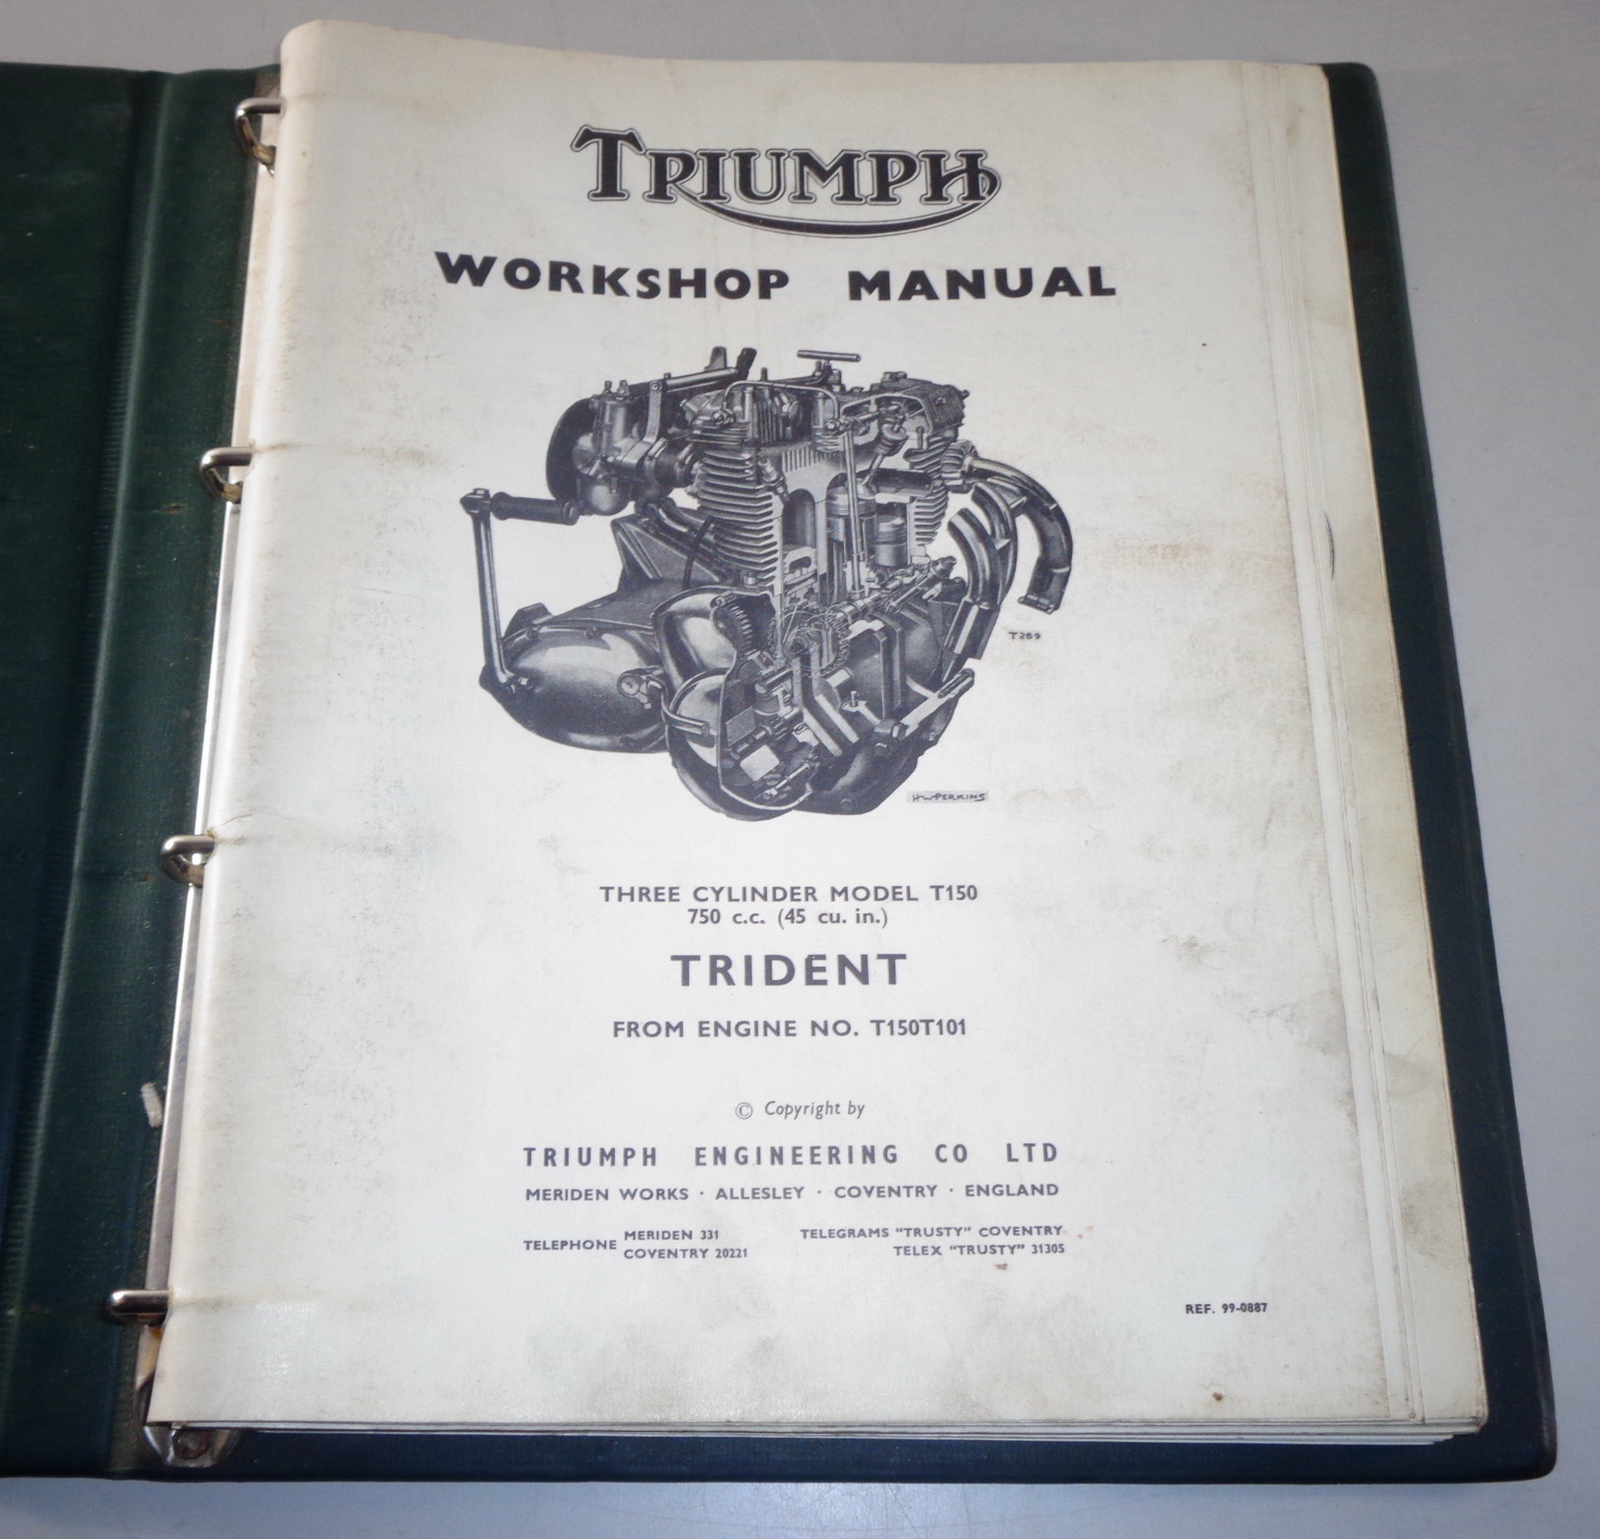 TRIUMPH
WORKSHOP MANUAL
T289
H.W.PERKINS
THREE CYLINDER MODEL T150
750 c.c. (45 cu. in.)
TRIDENT
FROM ENGINE NO. T150T101
© Copyright by
TRIUMPH ENGINEERING CO LTD
MERIDEN WORKS · ALLESLEY · COVENTRY · ENGLAND
TELEPHONE MERIDEN 331
COVENTRY 20221
TELEGRAMS "TRUSTY" COVENTRY
TELEX "TRUSTY" 31305
REF. 99-0887